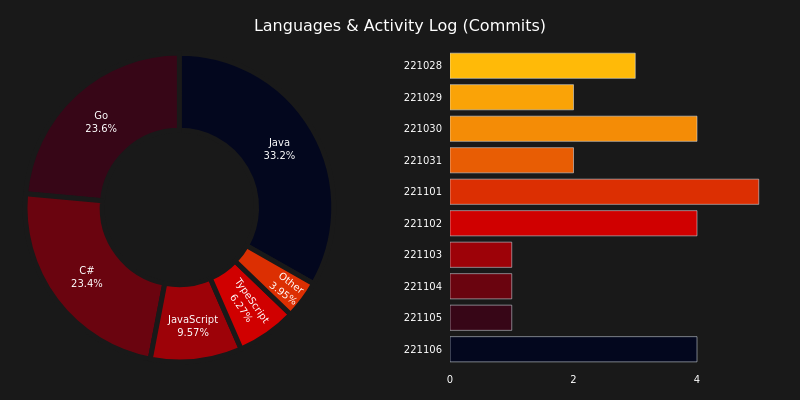 Languages & Activity Log (Commits)
Go
23.6%
Java
33.2%
C#
23.4%
JavaScript
9.57%
TypeScript
6.27%
Other
3.95%
221028
221029
221030
221031
221101
221102
221103
221104
221105
221106
0 2 4